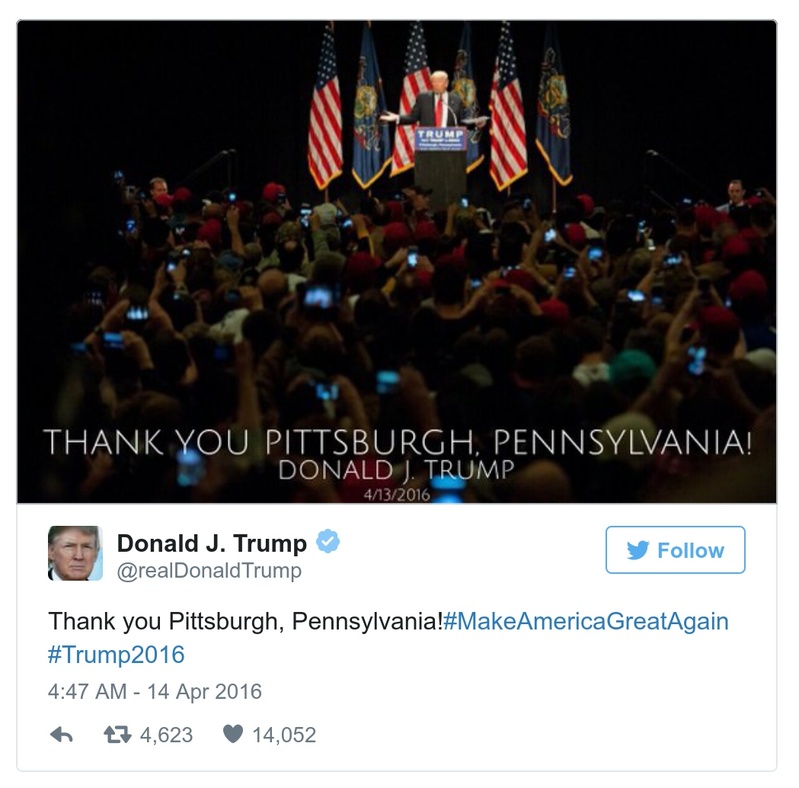 TRUMP
THANK YOU PITTSBURGH, PENNSYLVANIA!
DONALD J. TRUMP
4/13/2016
Donald J. Trump
@realDonaldTrump
Follow
Thank you Pittsburgh, Pennsylvania!#MakeAmericaGreatAgain
#Trump2016
4:47 AM - 14 Apr 2016
4,623 14,052